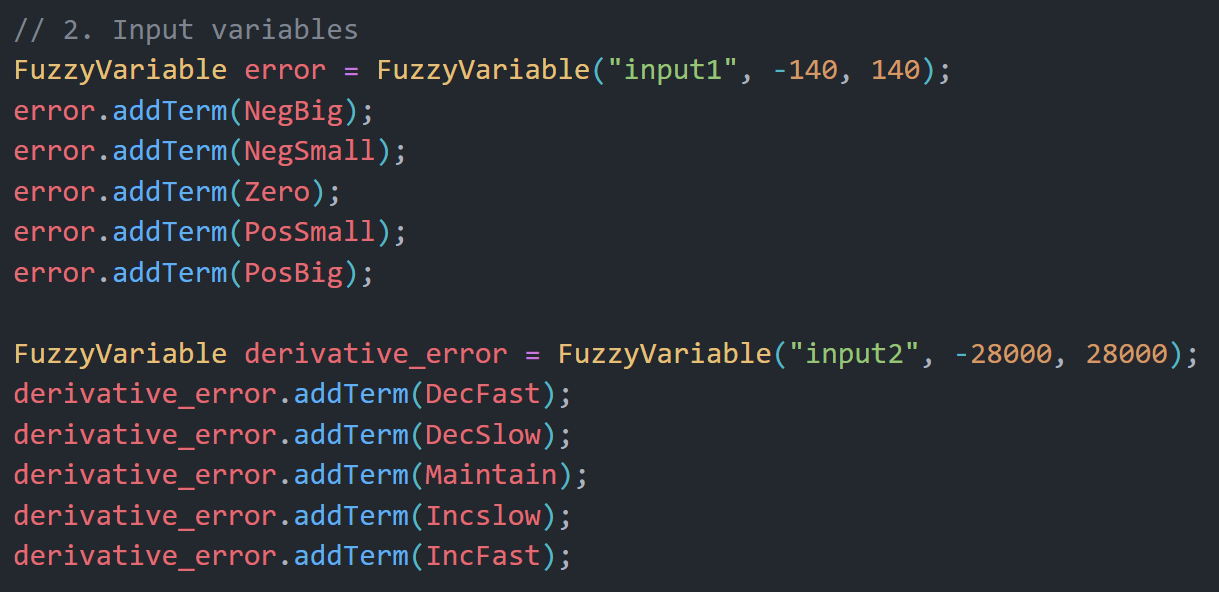 // 2. Input variables
FuzzyVariable error = FuzzyVariable("input1", -140, 140);
error.addTerm(NegBig);
error.addTerm(NegSmall);
error.addTerm(Zero);
error.addTerm(PosSmall);
error.addTerm(PosBig);
FuzzyVariable derivative_error = FuzzyVariable("input2", -28000, 28000);
derivative_error.addTerm(DecFast);
derivative_error.addTerm(DecSlow);
derivative_error.addTerm(Maintain);
derivative_error.addTerm(Incslow);
derivative_error.addTerm(IncFast);